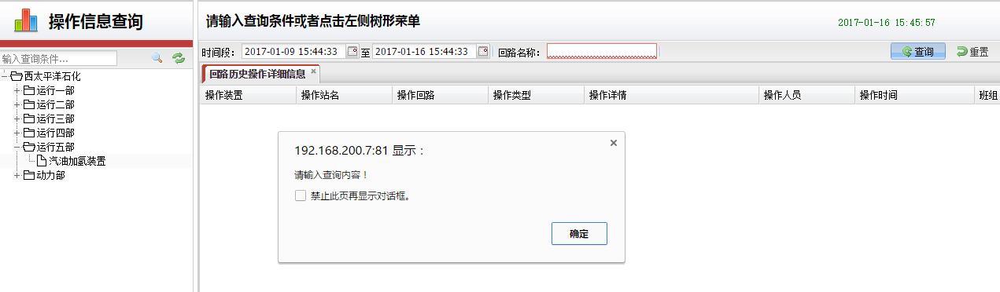 操作信息查询
输入查询条件...
西太平洋石化
运行一部
运行二部
运行三部
运行四部
运行五部
汽油加氢装置
动力部
请输入查询条件或者点击左侧树形菜单
2017-01-16 15:45:57
时间段: 2017-01-09 15:44:33 至 2017-01-16 15:44:33 回路名称: 查询 重置
回路历史操作详细信息
操作装置 操作站名 操作回路 操作类型 操作详情 操作人员 操作时间 班组
192.168.200.7:81 显示：
请输入查询内容！
禁止此页再显示对话框。
确定